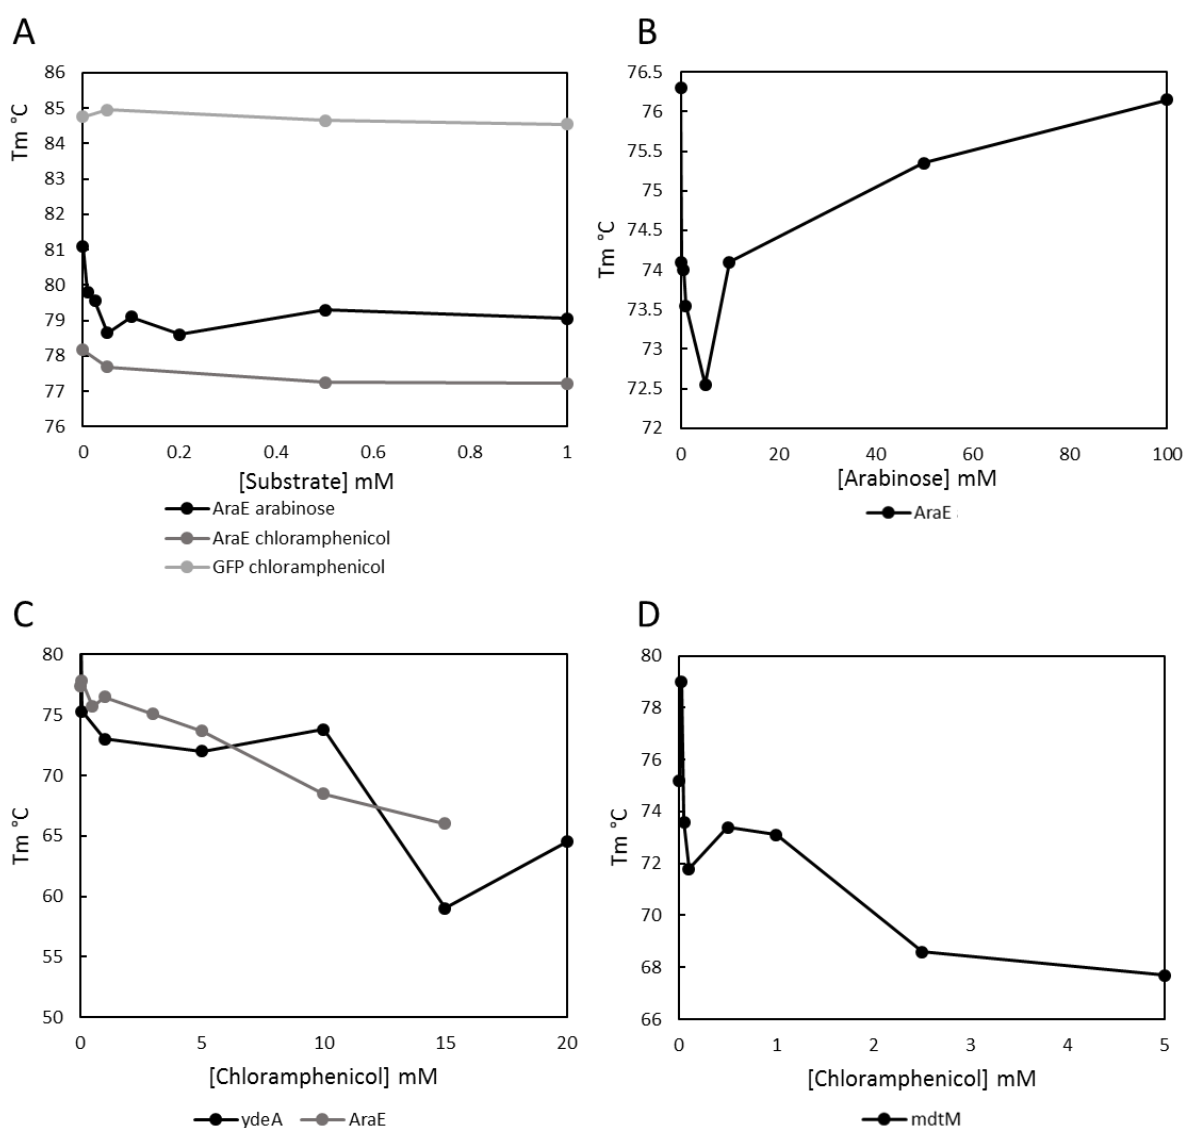 A
86
85
84
83
82
81
80
79
78
77
76
Tm °C
0 0.2 0.4 0.6 0.8 1
[Substrate] mM
AraE arabinose
AraE chloramphenicol
GFP chloramphenicol
B
76.5
76
75.5
75
74.5
74
73.5
73
72.5
72
Tm °C
0 20 40 60 80 100
[Arabinose] mM
AraE
C
80
75
70
65
60
55
50
Tm °C
0 5 10 15 20
[Chloramphenicol] mM
ydeA AraE
D
80
78
76
74
72
70
68
66
Tm °C
0 1 2 3 4 5
[Chloramphenicol] mM
mdtM